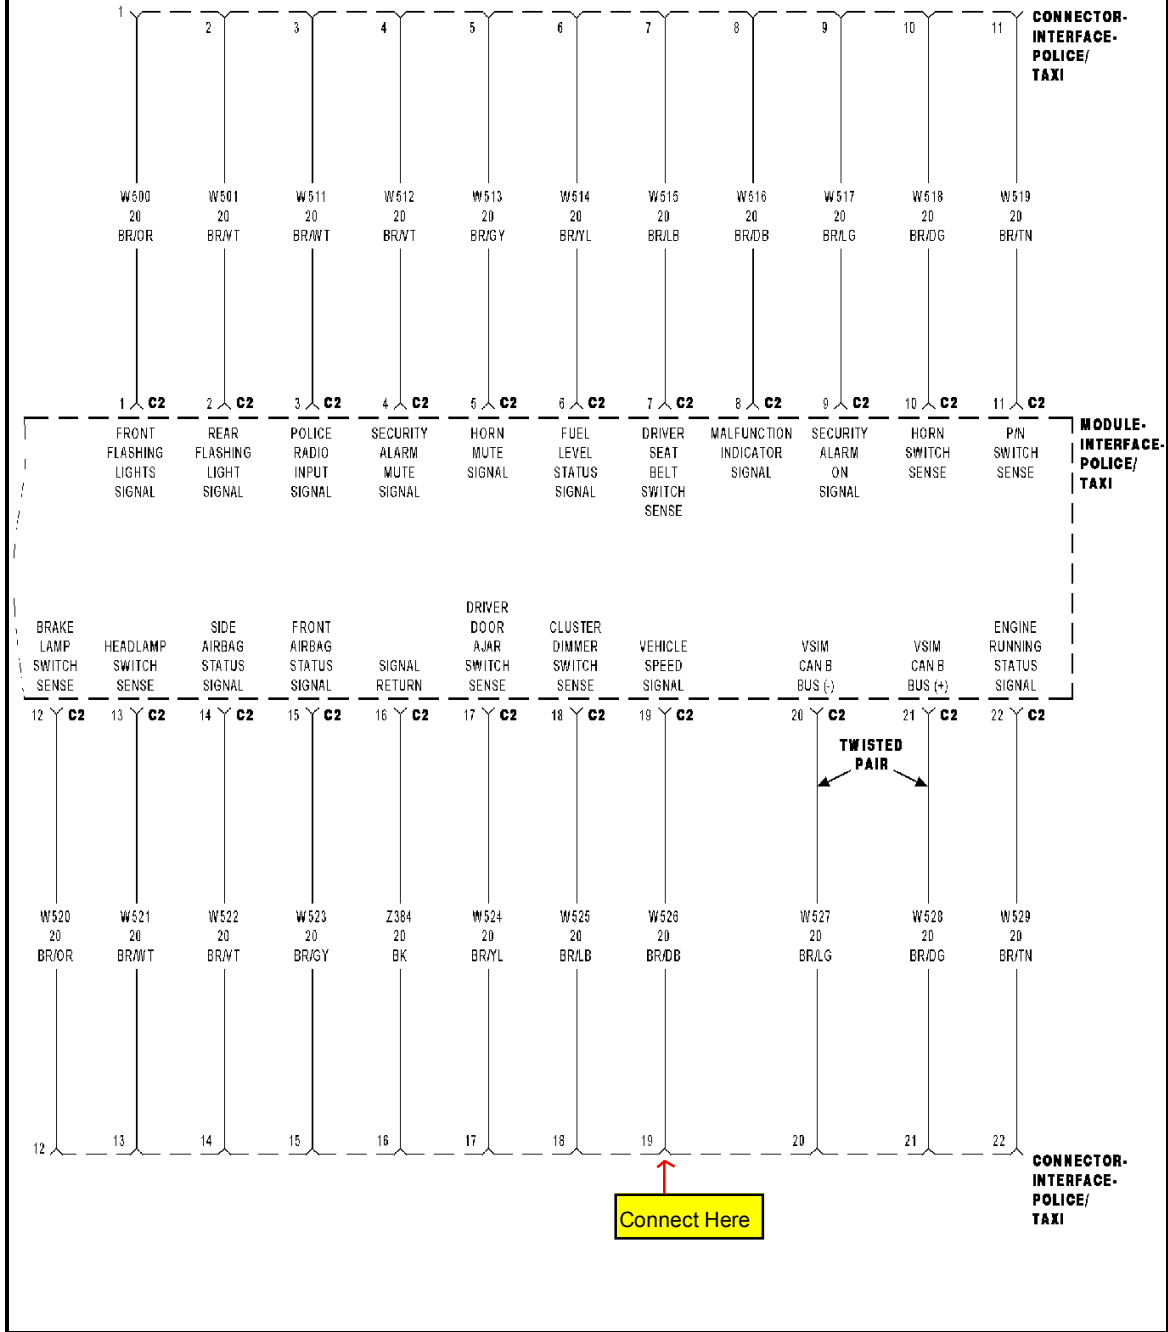 1 2 3 4 5 6 7 8 9 10 11
CONNECTOR-
INTERFACE-
POLICE/
TAXI
W500 W501 W511 W512 W513 W514 W515 W516 W517 W518 W519
20 20 20 20 20 20 20 20 20 20 20
BR/OR BR/VT BR/WT BR/VT BR/GY BR/YL BR/LB BR/DB BR/LG BR/DG BR/TN
1 C2 2 C2 3 C2 4 C2 5 C2 6 C2 7 C2 8 C2 9 C2 10 C2 11 C2
MODULE-
INTERFACE-
POLICE/
TAXI
FRONT
FLASHING
LIGHTS
SIGNAL
REAR
FLASHING
LIGHT
SIGNAL
POLICE
RADIO
INPUT
SIGNAL
SECURITY
ALARM
MUTE
SIGNAL
HORN
MUTE
SIGNAL
FUEL
LEVEL
STATUS
SIGNAL
DRIVER
SEAT
BELT
SWITCH
SENSE
MALFUNCTION
INDICATOR
SIGNAL
SECURITY
ALARM
ON
SIGNAL
HORN
SWITCH
SENSE
P/N
SWITCH
SENSE
BRAKE
LAMP
SWITCH
SENSE
HEADLAMP
SWITCH
SENSE
SIDE
AIRBAG
STATUS
SIGNAL
FRONT
AIRBAG
STATUS
SIGNAL
SIGNAL
RETURN
DRIVER
DOOR
AJAR
SWITCH
SENSE
CLUSTER
DIMMER
SWITCH
SENSE
VEHICLE
SPEED
SIGNAL
VSIM
CAN B
BUS (-)
VSIM
CAN B
BUS (+)
ENGINE
RUNNING
STATUS
SIGNAL
12 C2 13 C2 14 C2 15 C2 16 C2 17 C2 18 C2 19 C2 20 C2 21 C2 22 C2
TWISTED
PAIR
W520 W521 W522 W523 Z384 W524 W525 W526 W527 W528 W529
20 20 20 20 20 20 20 20 20 20 20
BR/OR BR/WT BR/VT BR/GY BK BR/YL BR/LB BR/DB BR/LG BR/DG BR/TN
12 13 14 15 16 17 18 19 20 21 22
CONNECTOR-
INTERFACE-
POLICE/
TAXI
Connect Here